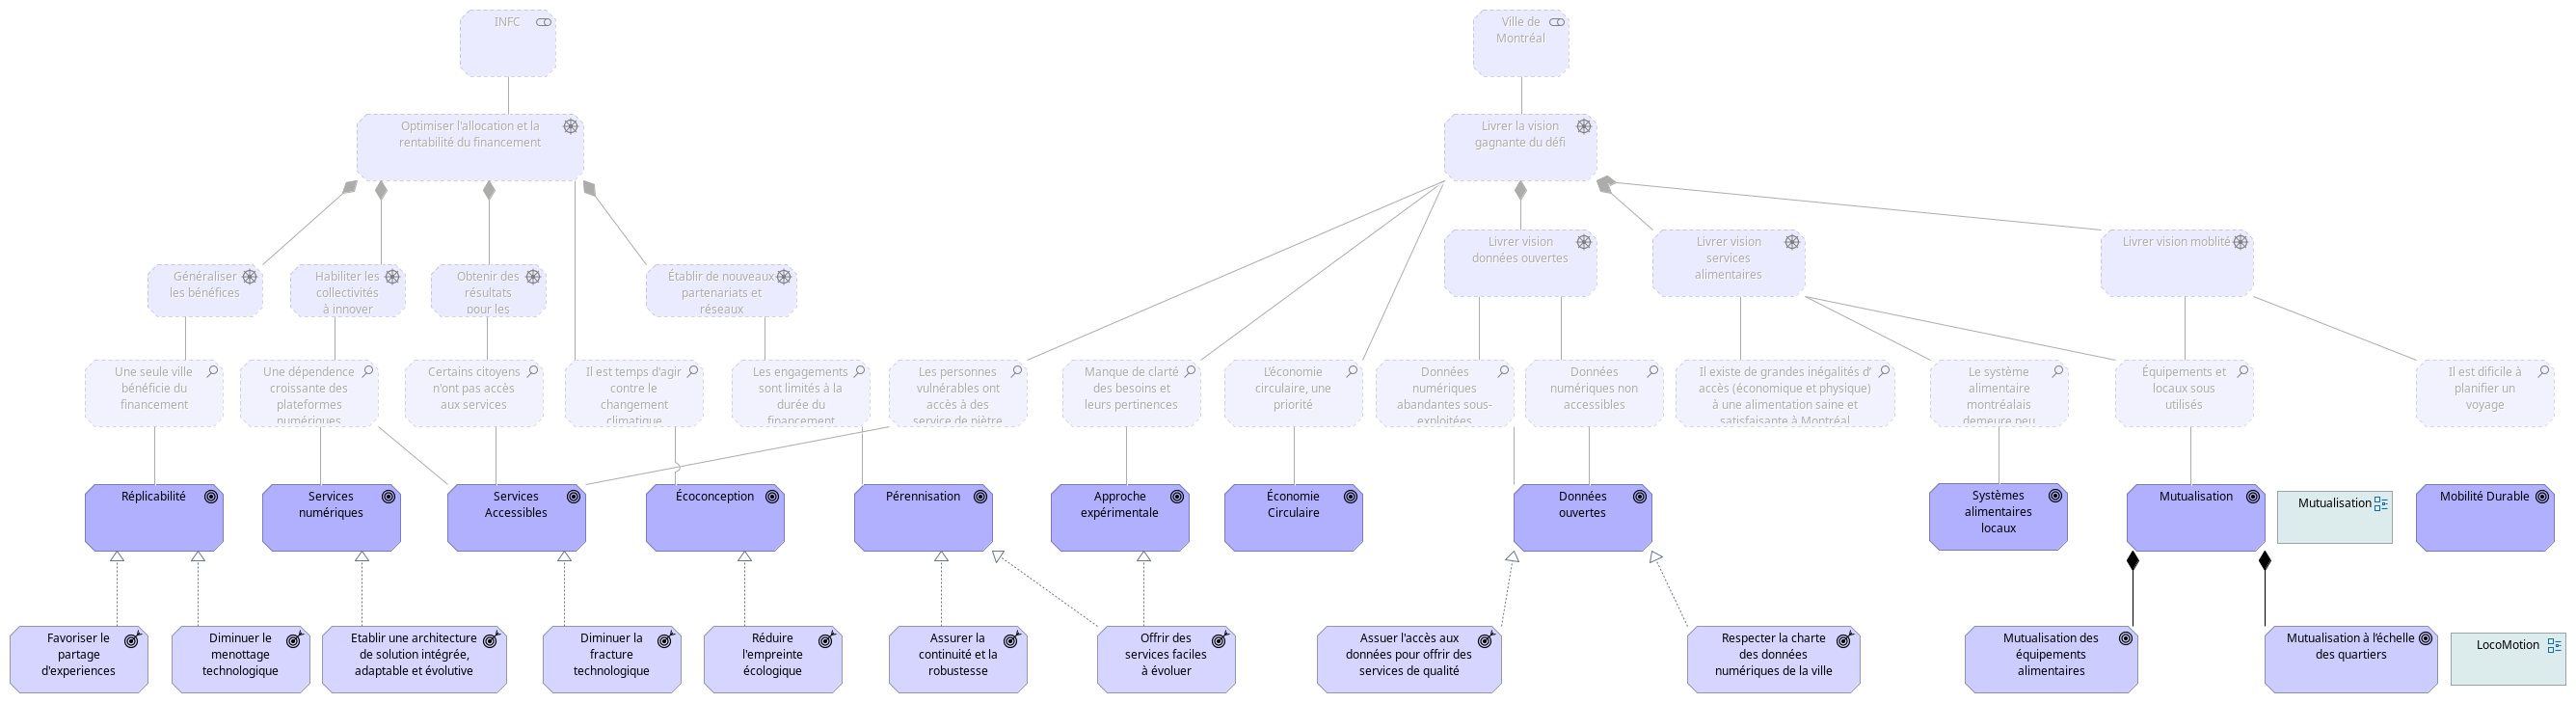 INFC
Ville de
Montréal
Optimiser l'allocation et la
rentabilité du financement
Livrer la vision
gagnante du défi
Livrer vision
données ouvertes
Livrer vision
services
alimentaires
Livrer vision moblité
Généraliser
les bénéfices
Habiliter les
collectivités
à innover
Obtenir des
résultats
pour les
Établir de nouveaux
partenariats et
réseaux
Une seule ville
bénéficie du
financement
Une dépendence
croissante des
plateformes
numériques
Certains citoyens
n'ont pas accès
aux services
Il est temps d'agir
contre le
changement
climatique
Les engagements
sont limités à la
durée du
financement
Les personnes
vulnérables ont
accès à des
service de piètre
Manque de clarté
des besoins et
leurs pertinences
L'économie
circulaire, une
priorité
Données
numériques
abandantes sous-
exploitées
Données
numériques non
accessibles
Il existe de grandes inégalités d'
accès (économique et physique)
à une alimentation saine et
satisfaisante à Montréal
Le système
alimentaire
montréalais
demeure peu
Équipements et
locaux sous
utilisés
Il est dificile à
planifier un
voyage
Réplicabilité
Services
numériques
Services
Accessibles
Écoconception
Pérennisation
Approche
expérimentale
Économie
Circulaire
Données
ouvertes
Systèmes
alimentaires
locaux
Mutualisation
Mutualisation
Mobilité Durable
Favoriser le
partage
d'experiences
Diminuer le
menottage
technologique
Etablir une architecture
de solution intégrée,
adaptable et évolutive
Diminuer la
fracture
technologique
Réduire
l'empreinte
écologique
Assurer la
continuité et la
robustesse
Offrir des
services faciles
à évoluer
Assuer l'accès aux
données pour offrir des
services de qualité
Respecter la charte
des données
numériques de la ville
Mutualisation des
équipements
alimentaires
Mutualisation à l'échelle
des quartiers
LocoMotion